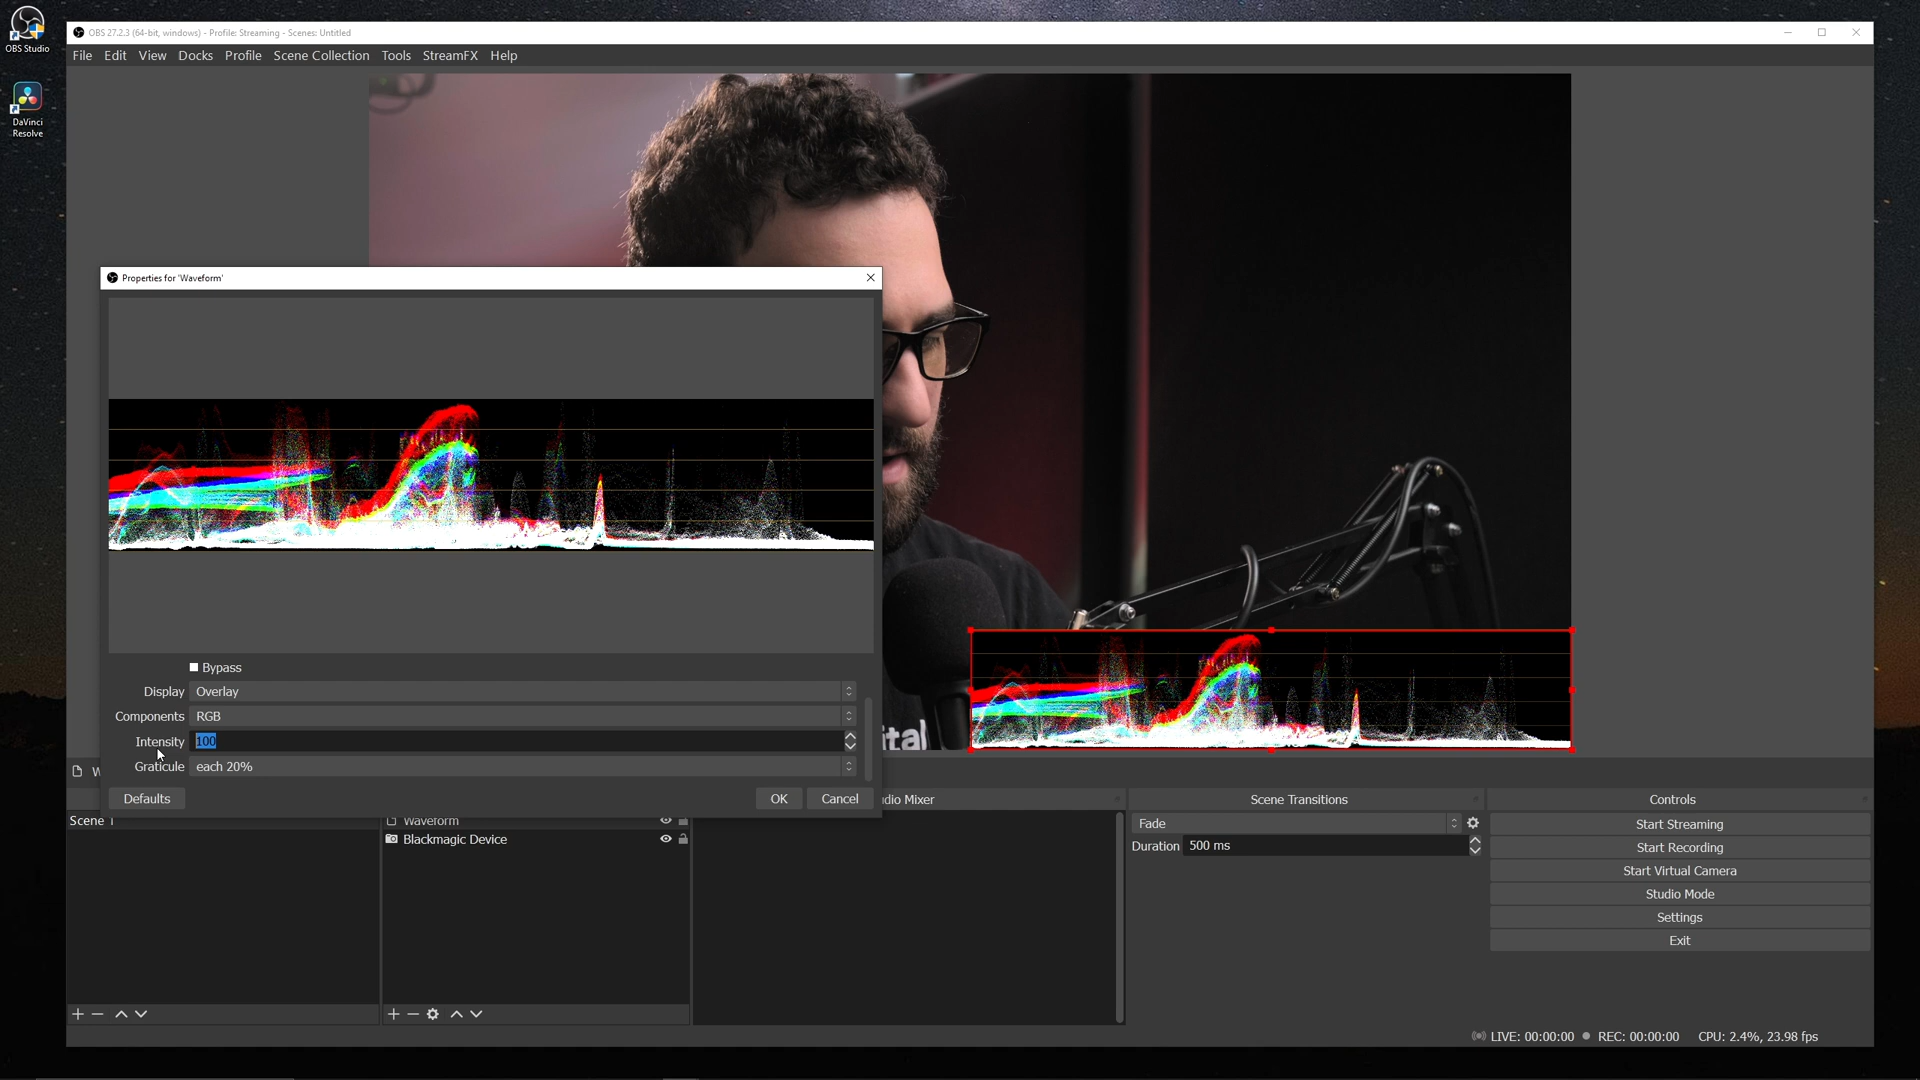 OBS Studio
DaVinci
Resolve
OBS 27.2.3 (64-bit, windows) - Profile: Streaming - Scenes: Untitled
File Edit View Docks Profile Scene Collection Tools StreamFX Help
Properties for 'Waveform'
Bypass
Display Overlay
Components RGB
Intensity 100
Graticule each 20%
Defaults OK Cancel
ital
W
dio Mixer
Scene Transitions
Controls
Scene 1
Waveform
Blackmagic Device
Fade
Duration 500 ms
Start Streaming
Start Recording
Start Virtual Camera
Studio Mode
Settings
Exit
LIVE: 00:00:00 REC: 00:00:00 CPU: 2.4%, 23.98 fps